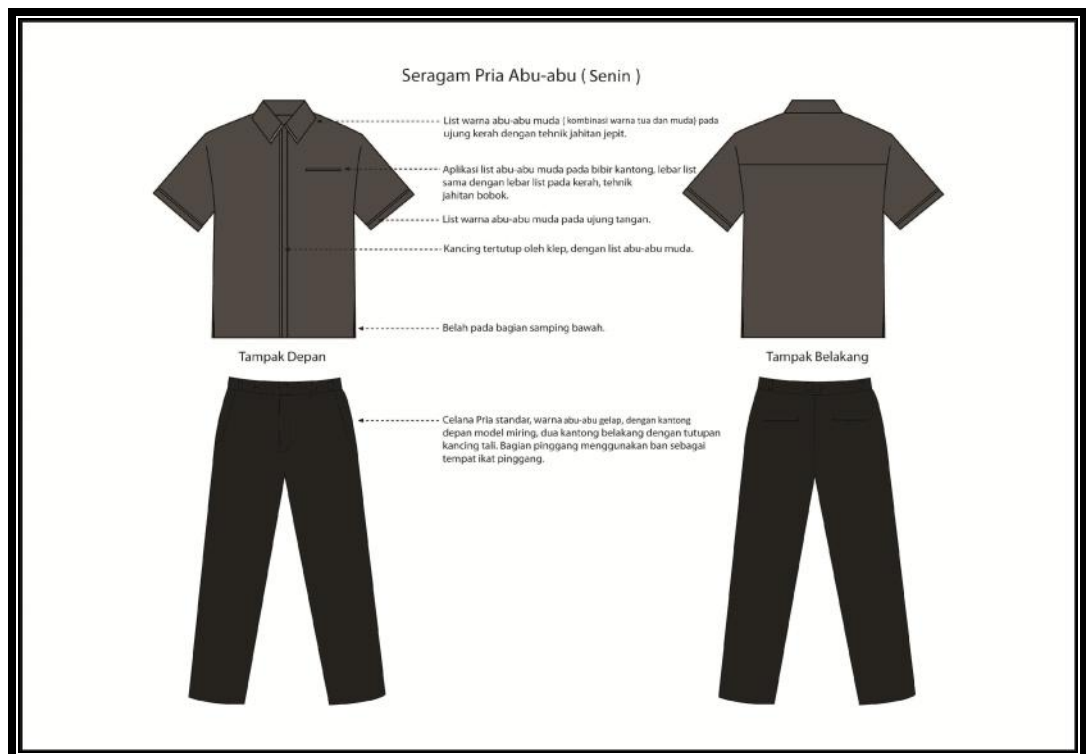 Seragam Pria Abu-abu ( Senin )
List warna abu-abu muda ( kombinasi warna tua dan muda) pada
ujung kerah dengan tehnik jahitan jepit.
Aplikasi list abu-abu muda pada bibir kantong, lebar list
sama dengan lebar list pada kerah, tehnik
jahitan bobok.
List warna abu-abu muda pada ujung tangan.
Kancing tertutup oleh klep, dengan list abu-abu muda.
Belah pada bagian samping bawah.
Tampak Depan
Tampak Belakang
Celana Pria standar, warna abu-abu gelap, dengan kantong
depan model miring, dua kantong belakang dengan tutupan
kancing tali. Bagian pinggang menggunakan ban sebagai
tempat ikat pinggang.